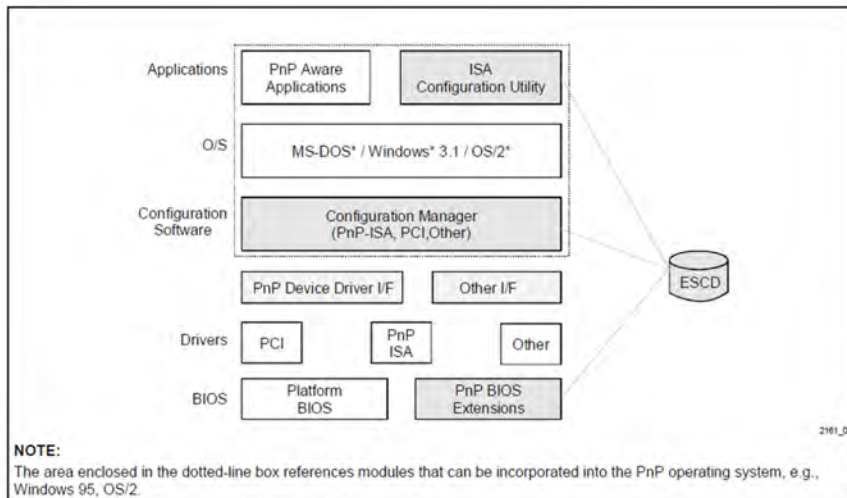 Applications
PnP Aware
Applications
ISA
Configuration Utility
O/S
MS-DOS* / Windows* 3.1 / OS/2*
Configuration
Software
Configuration Manager
(PnP-ISA, PCI,Other)
ESCD
PnP Device Driver I/F
Other I/F
Drivers
PCI
PnP
ISA
Other
BIOS
Platform
BIOS
PnP BIOS
Extensions
2161_0
NOTE:
The area enclosed in the dotted-line box references modules that can be incorporated into the PnP operating system, e.g.,
Windows 95, OS/2.